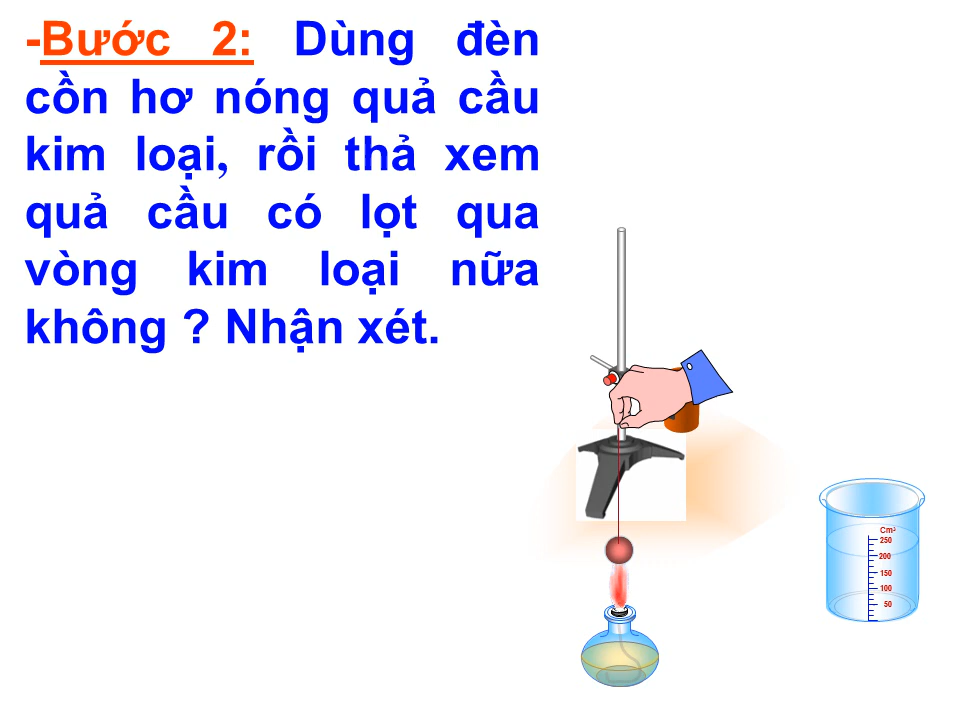 -Bước 2: Dùng đèn
cồn hơ nóng quả cầu
kim loại, rồi thả xem
quả cầu có lọt qua
vòng kim loại nữa
không ? Nhận xét.
Cm³
250
200
150
100
50